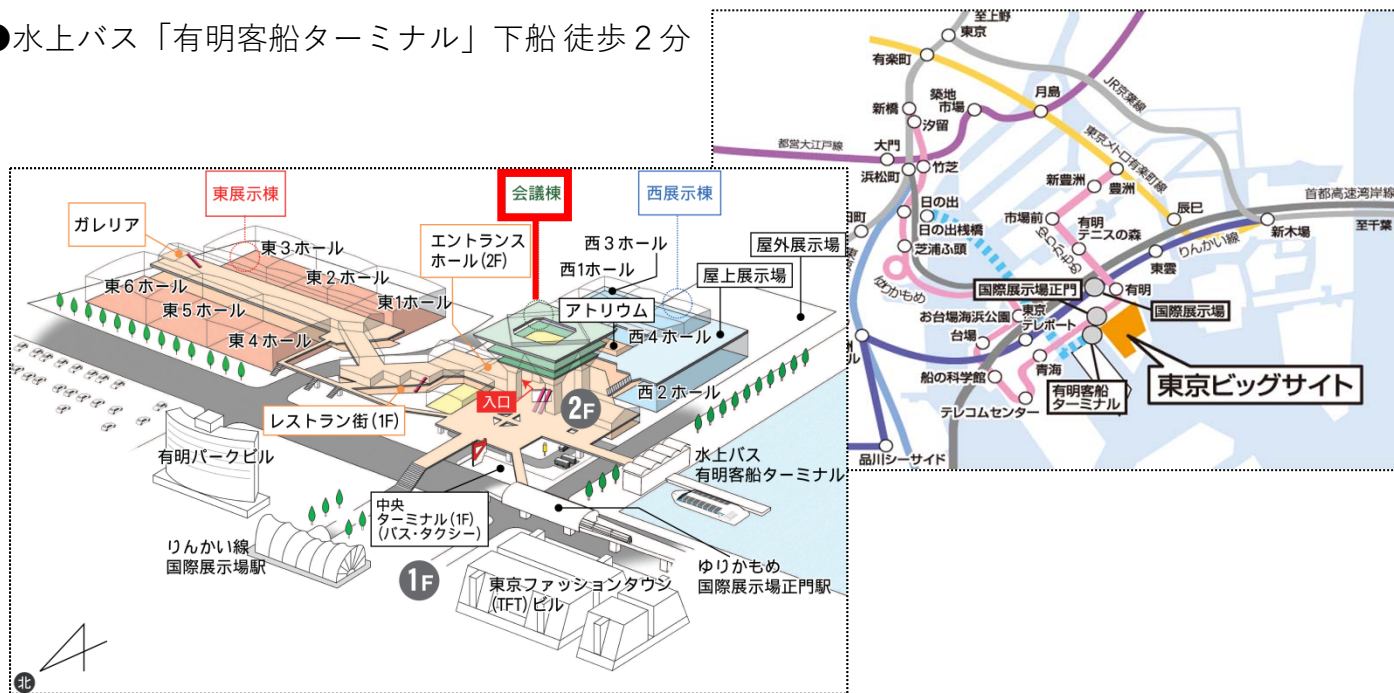 ●水上バス「有明客船ターミナル」下船 徒歩２分
東展示棟
会議棟
西展示棟
ガレリア
エントランス
ホール(2F)
西3ホール
西1ホール
屋外展示場
屋上展示場
アトリウム
東3ホール
東2ホール
東1ホール
東6ホール
東5ホール
東4ホール
西4ホール
西2ホール
入口
2F
レストラン街(1F)
有明パークビル
水上バス
有明客船ターミナル
中央
ターミナル(1F)
(バス・タクシー)
りんかい線
国際展示場駅
1F
東京ファッションタウン
(TFT)ビル
ゆりかもめ
国際展示場正門駅
北
至上野
東京
有楽町
JR京葉線
新橋
築地
市場
月島
汐留
都営大江戸線
大門
浜松町
竹芝
東京メトロ有楽町線
新豊洲
豊洲
首都高速湾岸線
至千葉
日の出
日の出桟橋
市場前
有明
テニスの森
辰巳
新木場
田町
芝浦ふ頭
ゆりかもめ
りんかい線
東雲
ゆりかもめ
国際展示場正門
有明
国際展示場
お台場海浜公園
東京
テレポート
台場
青海
船の科学館
有明客船
ターミナル
東京ビッグサイト
テレコムセンター
品川シーサイド